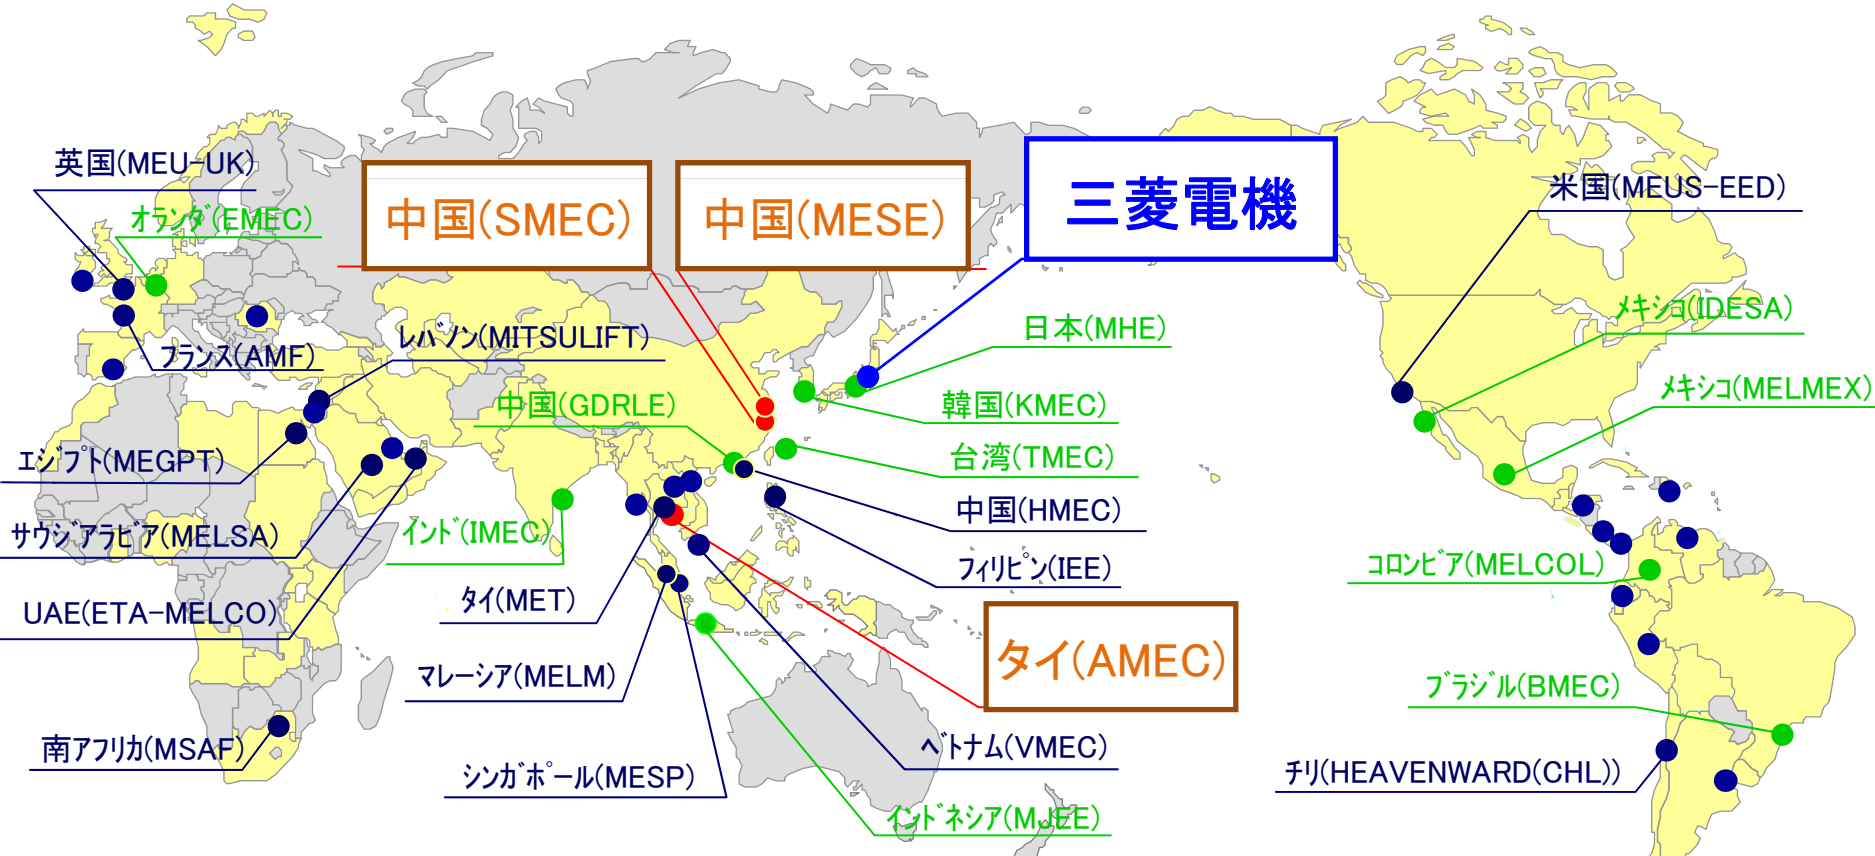 英国(MEU-UK)
オランダ(EMEC)
中国(SMEC)
中国(MESE)
三菱電機
米国(MEUS-EED)
メキシコ(IDESA)
日本(MHE)
レバノン(MITSULIFT)
フランス(AMF)
メキシコ(MELMEX)
中国(GDRLE)
韓国(KMEC)
台湾(TMEC)
エジプト(MEGPT)
中国(HMEC)
サウジアラビア(MELSA)
インド(IMEC)
フィリピン(IEE)
コロンビア(MELCOL)
タイ(MET)
UAE(ETA-MELCO)
タイ(AMEC)
マレーシア(MELM)
ブラジル(BMEC)
南アフリカ(MSAF)
ベトナム(VMEC)
シンガポール(MESP)
チリ(HEAVENWARD(CHL))
インドネシア(MJEE)